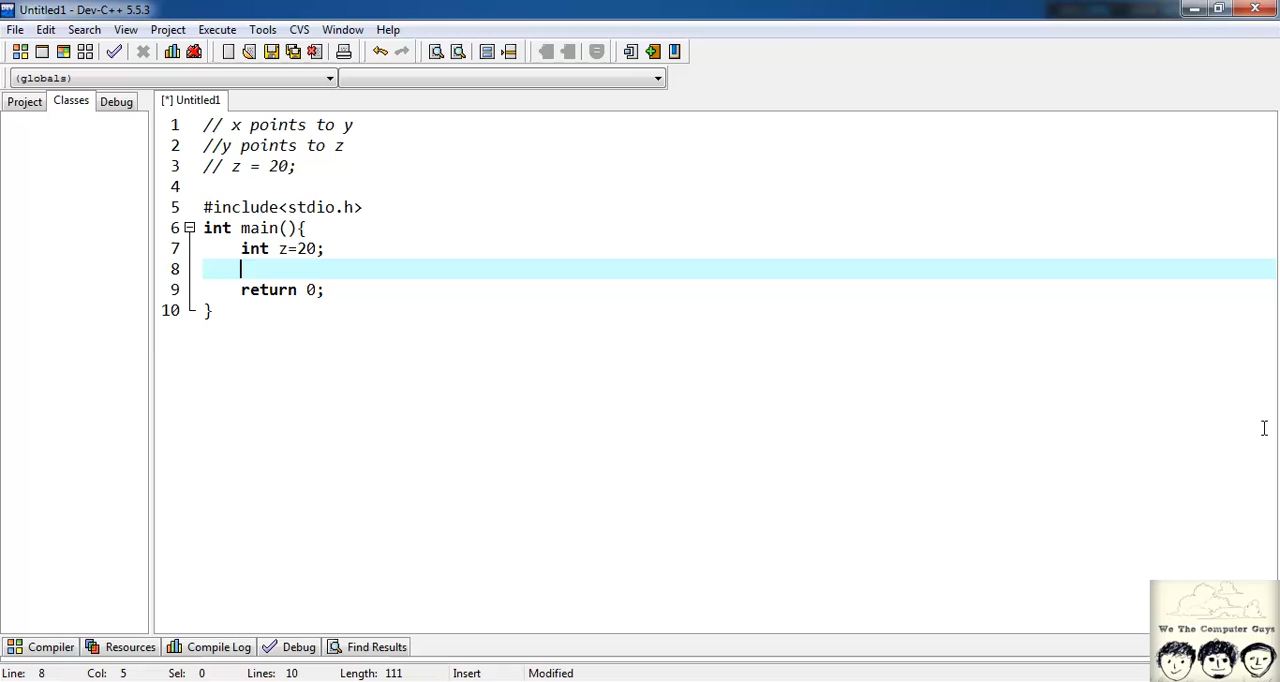 Untitled1 - Dev-C++ 5.5.3
File Edit Search View Project Execute Tools CVS Window Help
(globals)
Project Classes Debug [*] Untitled1
1 // x points to y
2 //y points to z
3 // z = 20;
4
5 #include<stdio.h>
6 int main(){
7 int z=20;
8
9 return 0;
10 }
We The Computer Guys
Compiler Resources Compile Log Debug Find Results
Line: 8 Col: 5 Sel: 0 Lines: 10 Length: 111 Insert Modified